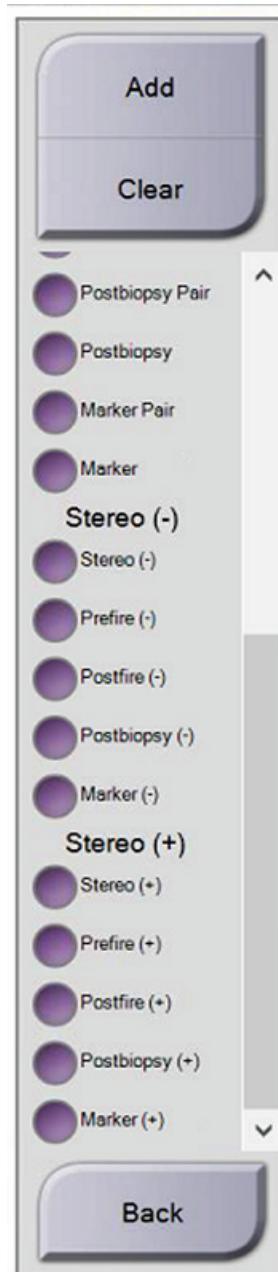 Add
Clear
Postbiopsy Pair
Postbiopsy
Marker Pair
Marker
Stereo (-)
Stereo (-)
Prefire (-)
Postfire (-)
Postbiopsy (-)
Marker (-)
Stereo (+)
Stereo (+)
Prefire (+)
Postfire (+)
Postbiopsy (+)
Marker (+)
Back